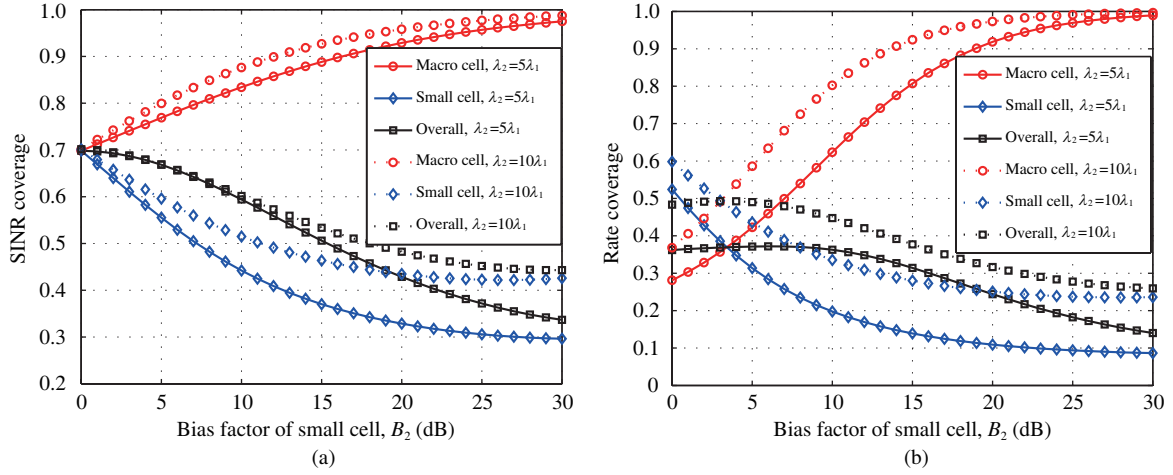 1.0
0.9
0.8
0.7
0.6
0.5
0.4
0.3
0.2
0
5
10
15
20
25
30
SINR coverage
Bias factor of small cell, B₂ (dB)
Macro cell, λ₂=5λ₁
Small cell, λ₂=5λ₁
Overall, λ₂=5λ₁
Macro cell, λ₂=10λ₁
Small cell, λ₂=10λ₁
Overall, λ₂=10λ₁
(a)
1.0
0.9
0.8
0.7
0.6
0.5
0.4
0.3
0.2
0.1
0
0
5
10
15
20
25
30
Rate coverage
Bias factor of small cell, B₂ (dB)
Macro cell, λ₂=5λ₁
Small cell, λ₂=5λ₁
Overall, λ₂=5λ₁
Macro cell, λ₂=10λ₁
Small cell, λ₂=10λ₁
Overall, λ₂=10λ₁
(b)